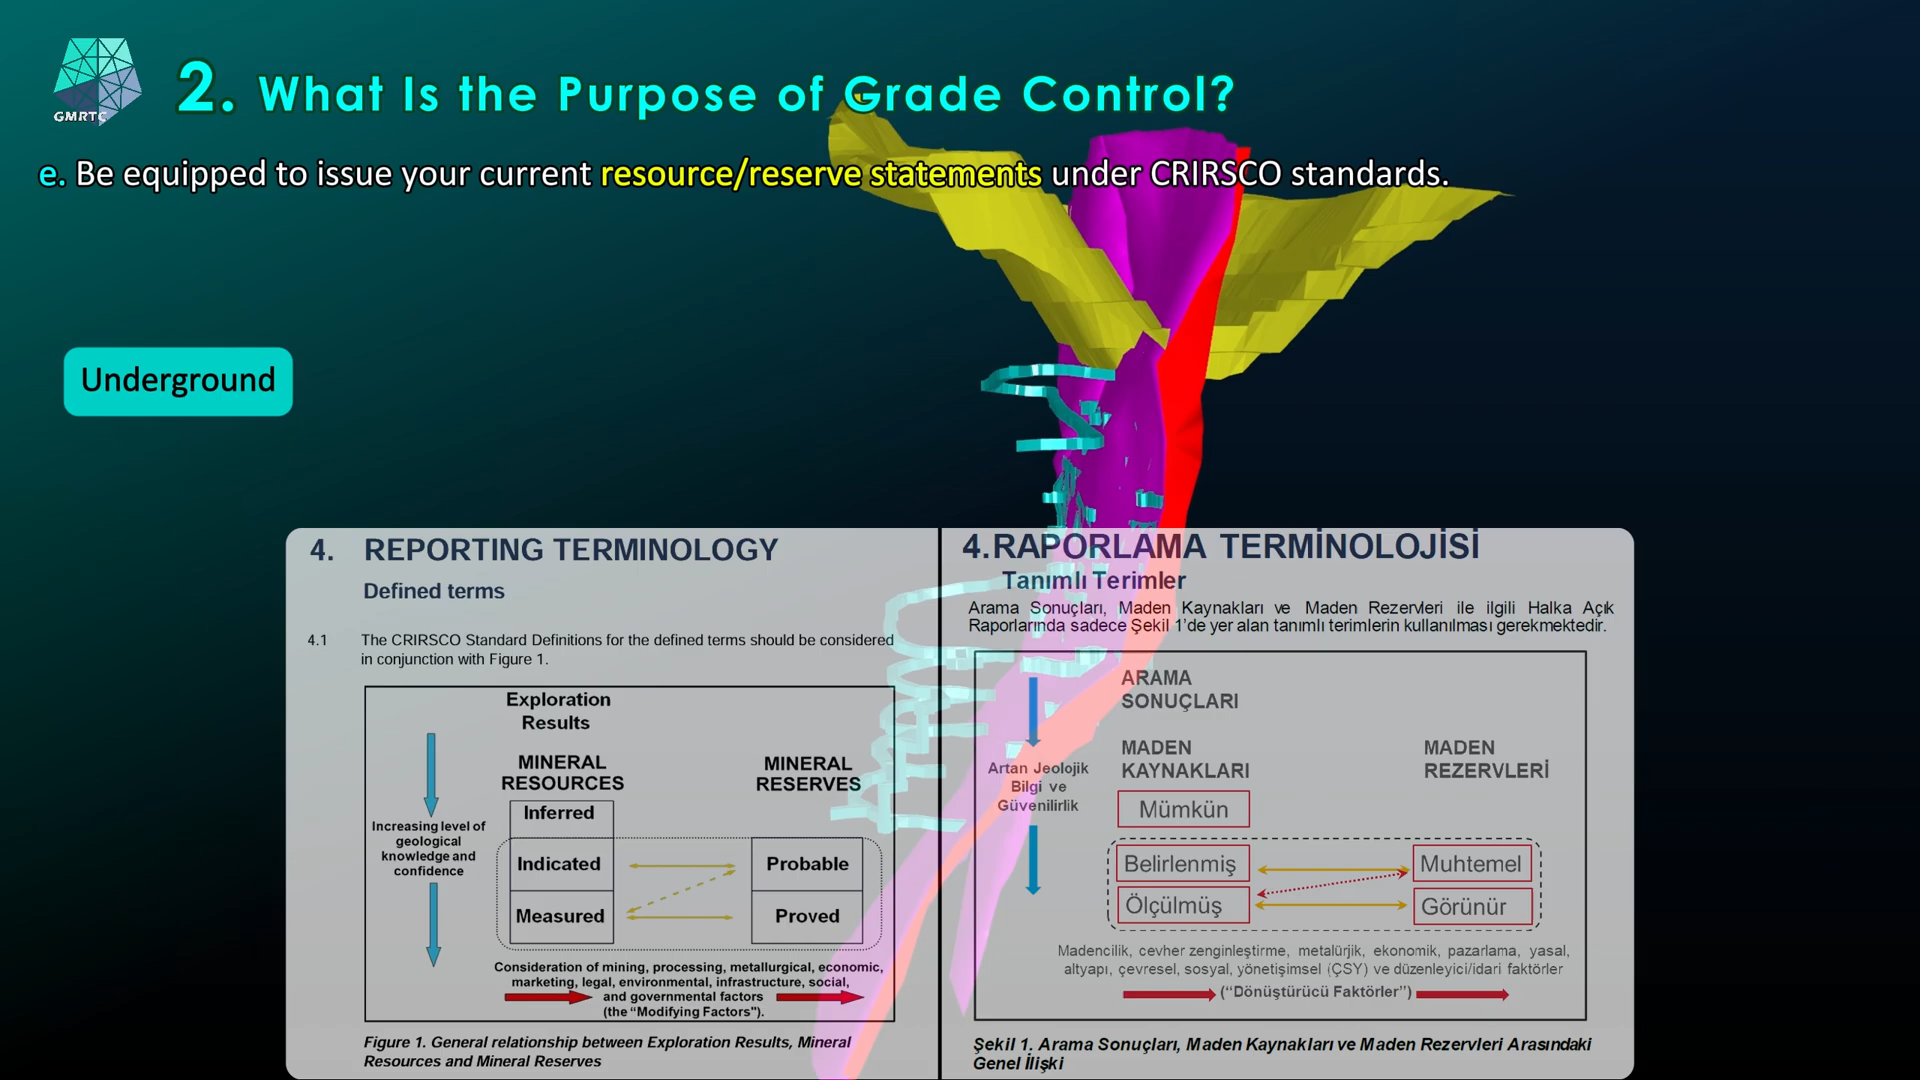 GMRTÇ
2. What Is the Purpose of Grade Control?
e. Be equipped to issue your current resource/reserve statements under CRIRSCO standards.
Underground
4. REPORTING TERMINOLOGY
Defined terms
4.1 The CRIRSCO Standard Definitions for the defined terms should be considered
in conjunction with Figure 1.
Exploration
Results
MINERAL
RESOURCES
MINERAL
RESERVES
Inferred
Increasing level of
geological
knowledge and
confidence
Indicated
Probable
Measured
Proved
Consideration of mining, processing, metallurgical, economic,
marketing, legal, environmental, infrastructure, social,
and governmental factors
(the “Modifying Factors”).
Figure 1. General relationship between Exploration Results, Mineral
Resources and Mineral Reserves
4.RAPORLAMA TERMİNOLOJİSİ
Tanımlı Terimler
Arama Sonuçları, Maden Kaynakları ve Maden Rezervleri ile ilgili Halka Açık
Raporlarında sadece Şekil 1’de yer alan tanımlı terimlerin kullanılması gerekmektedir.
ARAMA
SONUÇLARI
MADEN
KAYNAKLARI
MADEN
REZERVLERİ
Artan Jeolojik
Bilgi ve
Güvenilirlik
Mümkün
Belirlenmiş
Muhtemel
Ölçülmüş
Görünür
Madencilik, cevher zenginleştirme, metalürjik, ekonomik, pazarlama, yasal,
altyapı, çevresel, sosyal, yönetişimsel (ÇSY) ve düzenleyici/idari faktörler
(“Dönüştürücü Faktörler”)
Şekil 1. Arama Sonuçları, Maden Kaynakları ve Maden Rezervleri Arasındaki
Genel İlişki